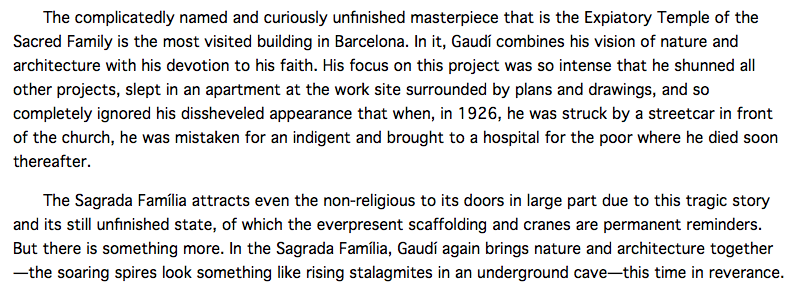 The complicatedly named and curiously unfinished masterpiece that is the Expiatory Temple of the
Sacred Family is the most visited building in Barcelona. In it, Gaudí combines his vision of nature and
architecture with his devotion to his faith. His focus on this project was so intense that he shunned all
other projects, slept in an apartment at the work site surrounded by plans and drawings, and so
completely ignored his dissheveled appearance that when, in 1926, he was struck by a streetcar in front
of the church, he was mistaken for an indigent and brought to a hospital for the poor where he died soon
thereafter.
The Sagrada Família attracts even the non-religious to its doors in large part due to this tragic story
and its still unfinished state, of which the everpresent scaffolding and cranes are permanent reminders.
But there is something more. In the Sagrada Família, Gaudí again brings nature and architecture together
—the soaring spires look something like rising stalagmites in an underground cave—this time in reverance.